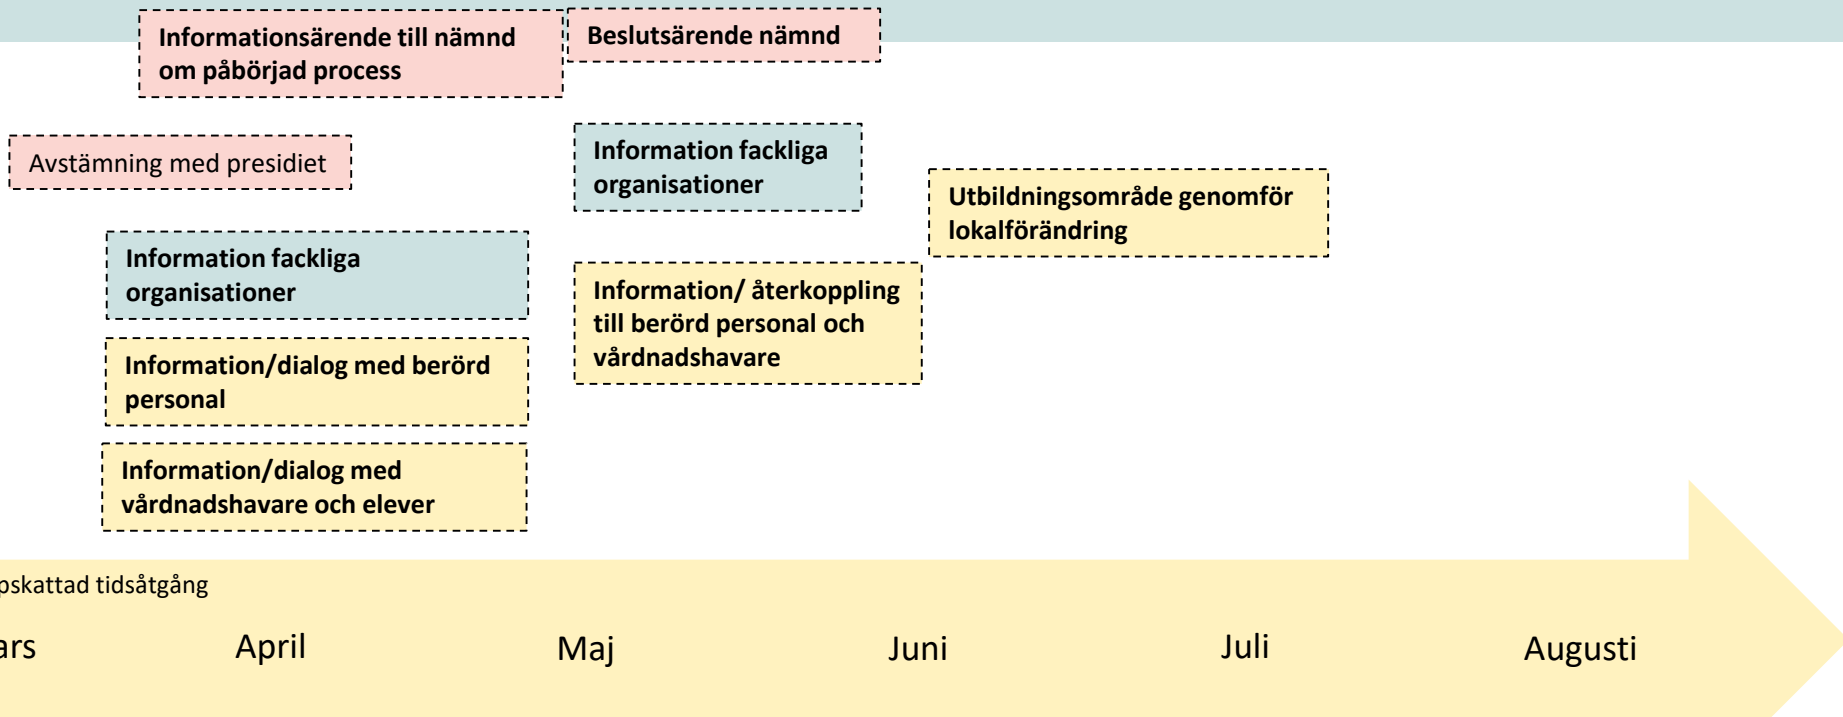 Informationsärende till nämnd
om påbörjad process
Beslutsärende nämnd
Avstämning med presidiet
Information fackliga
organisationer
Utbildningsområde genomför
lokalförändring
Information fackliga
organisationer
Information/ återkoppling
till berörd personal och
vårdnadshavare
Information/dialog med berörd
personal
Information/dialog med
vårdnadshavare och elever
pskattad tidsåtgång
ars
April
Maj
Juni
Juli
Augusti